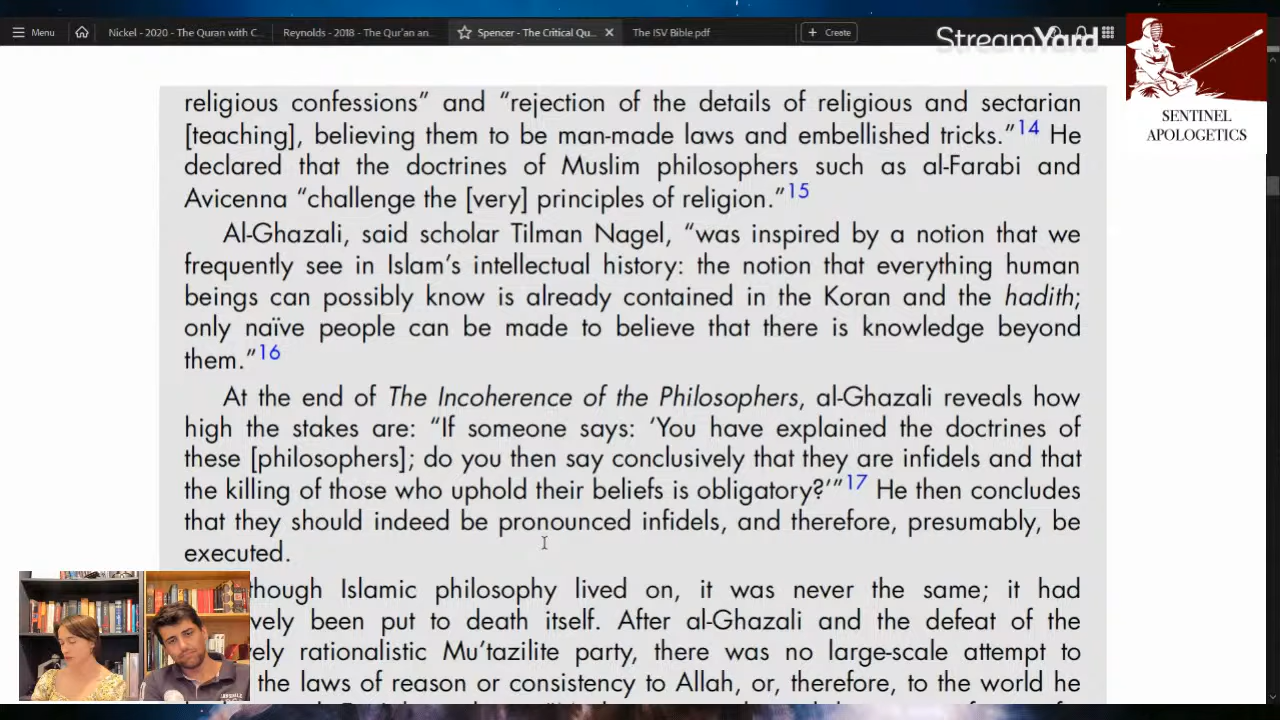 Menu
Nickel - 2020 - The Quran with C...
Reynolds - 2018 - The Qur'an an...
Spencer - The Critical Qu...
The ISV Bible.pdf
Create
StreamYard
SENTINEL
APOLOGETICS
religious confessions” and “rejection of the details of religious and sectarian
[teaching], believing them to be man-made laws and embellished tricks.”14 He
declared that the doctrines of Muslim philosophers such as al-Farabi and
Avicenna “challenge the [very] principles of religion.”15
Al-Ghazali, said scholar Tilman Nagel, “was inspired by a notion that we
frequently see in Islam’s intellectual history: the notion that everything human
beings can possibly know is already contained in the Koran and the hadith;
only naïve people can be made to believe that there is knowledge beyond
them.”16
At the end of The Incoherence of the Philosophers, al-Ghazali reveals how
high the stakes are: “If someone says: ‘You have explained the doctrines of
these [philosophers]; do you then say conclusively that they are infidels and that
the killing of those who uphold their beliefs is obligatory?’”17 He then concludes
that they should indeed be pronounced infidels, and therefore, presumably, be
executed.
though Islamic philosophy lived on, it was never the same; it had
vely been put to death itself. After al-Ghazali and the defeat of the
ely rationalistic Mu’tazilite party, there was no large-scale attempt to
the laws of reason or consistency to Allah, or, therefore, to the world he